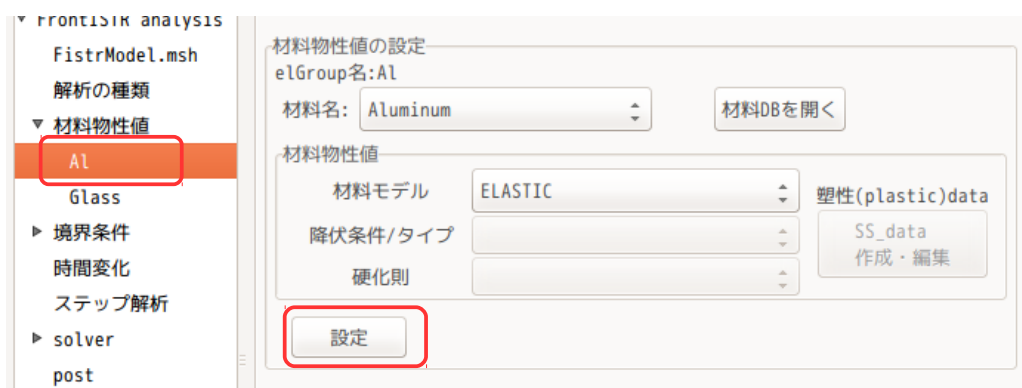 FrontISTR analysis
FistrModel.msh
解析の種類
材料物性値
Al
Glass
境界条件
時間変化
ステップ解析
solver
post
材料物性値の設定
elGroup名:Al
材料名: Aluminum 材料DBを開く
材料物性値
材料モデル ELASTIC 塑性(plastic)data
降伏条件/タイプ SS_data
作成・編集
硬化則
設定